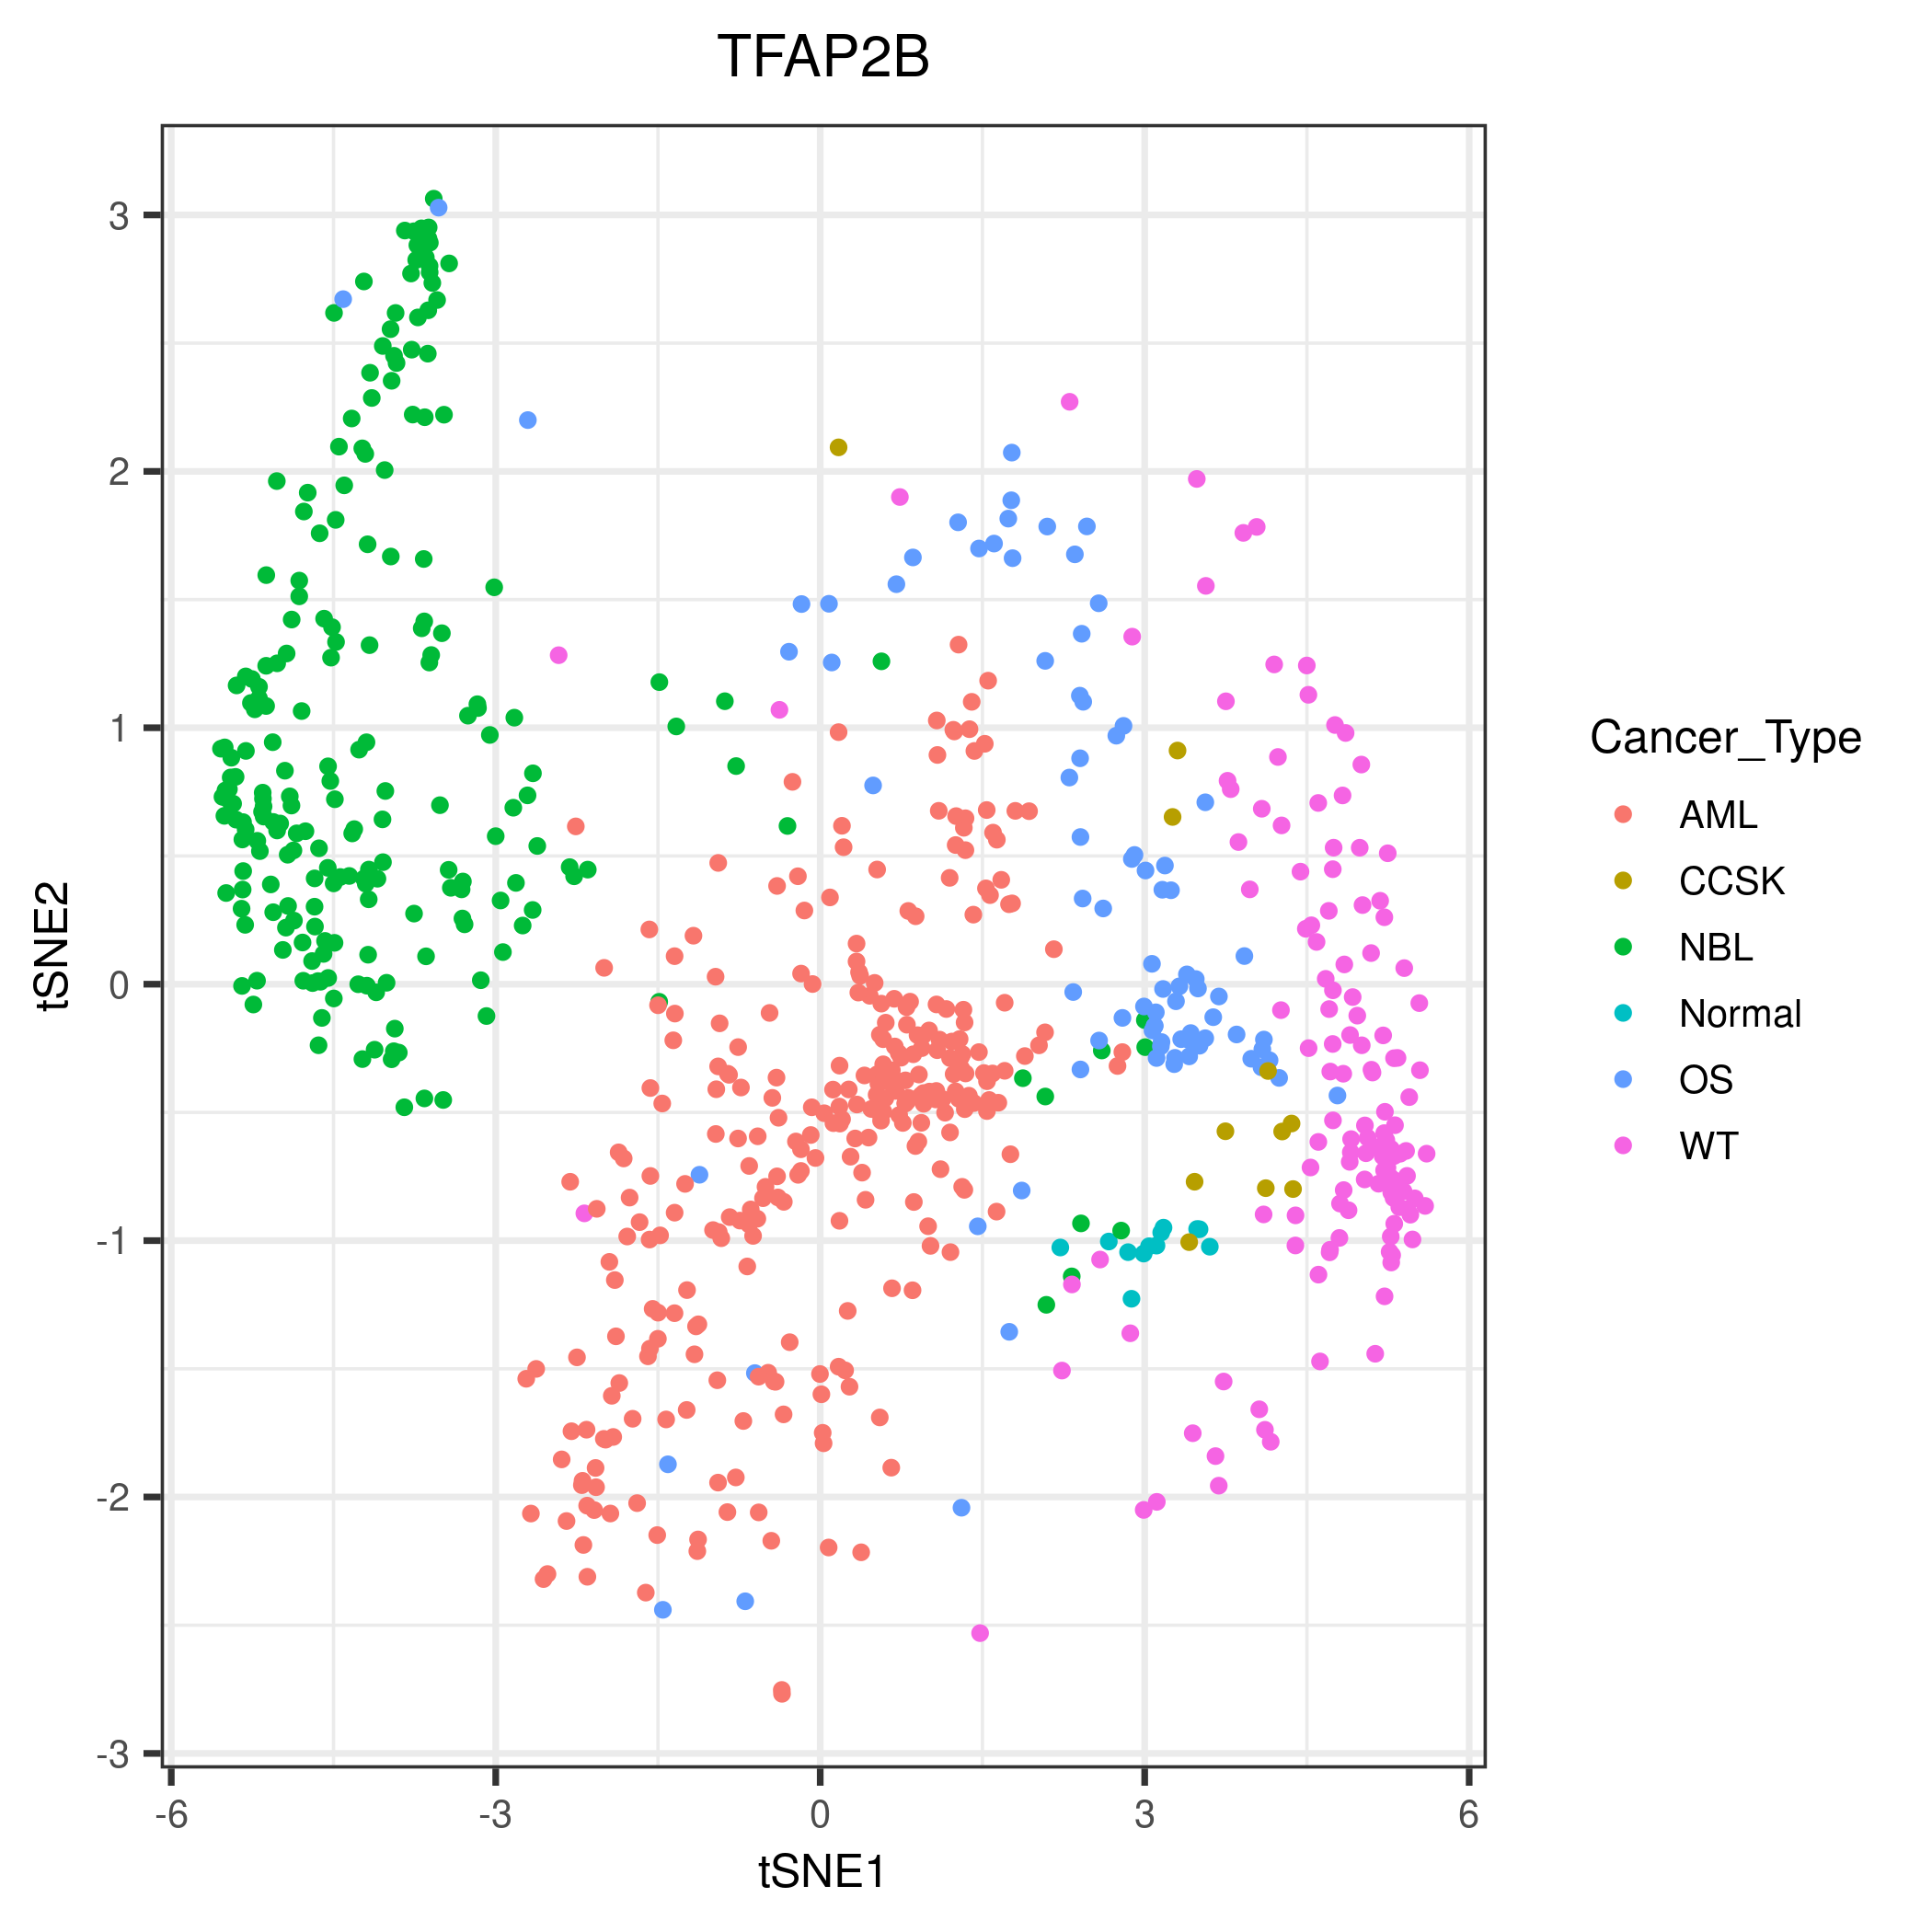 TFAP2B
3
2
1
0
-1
-2
-3
-6
-3
0
3
6
tSNE1
tSNE2
Cancer_Type
AML
CCSK
NBL
Normal
OS
WT